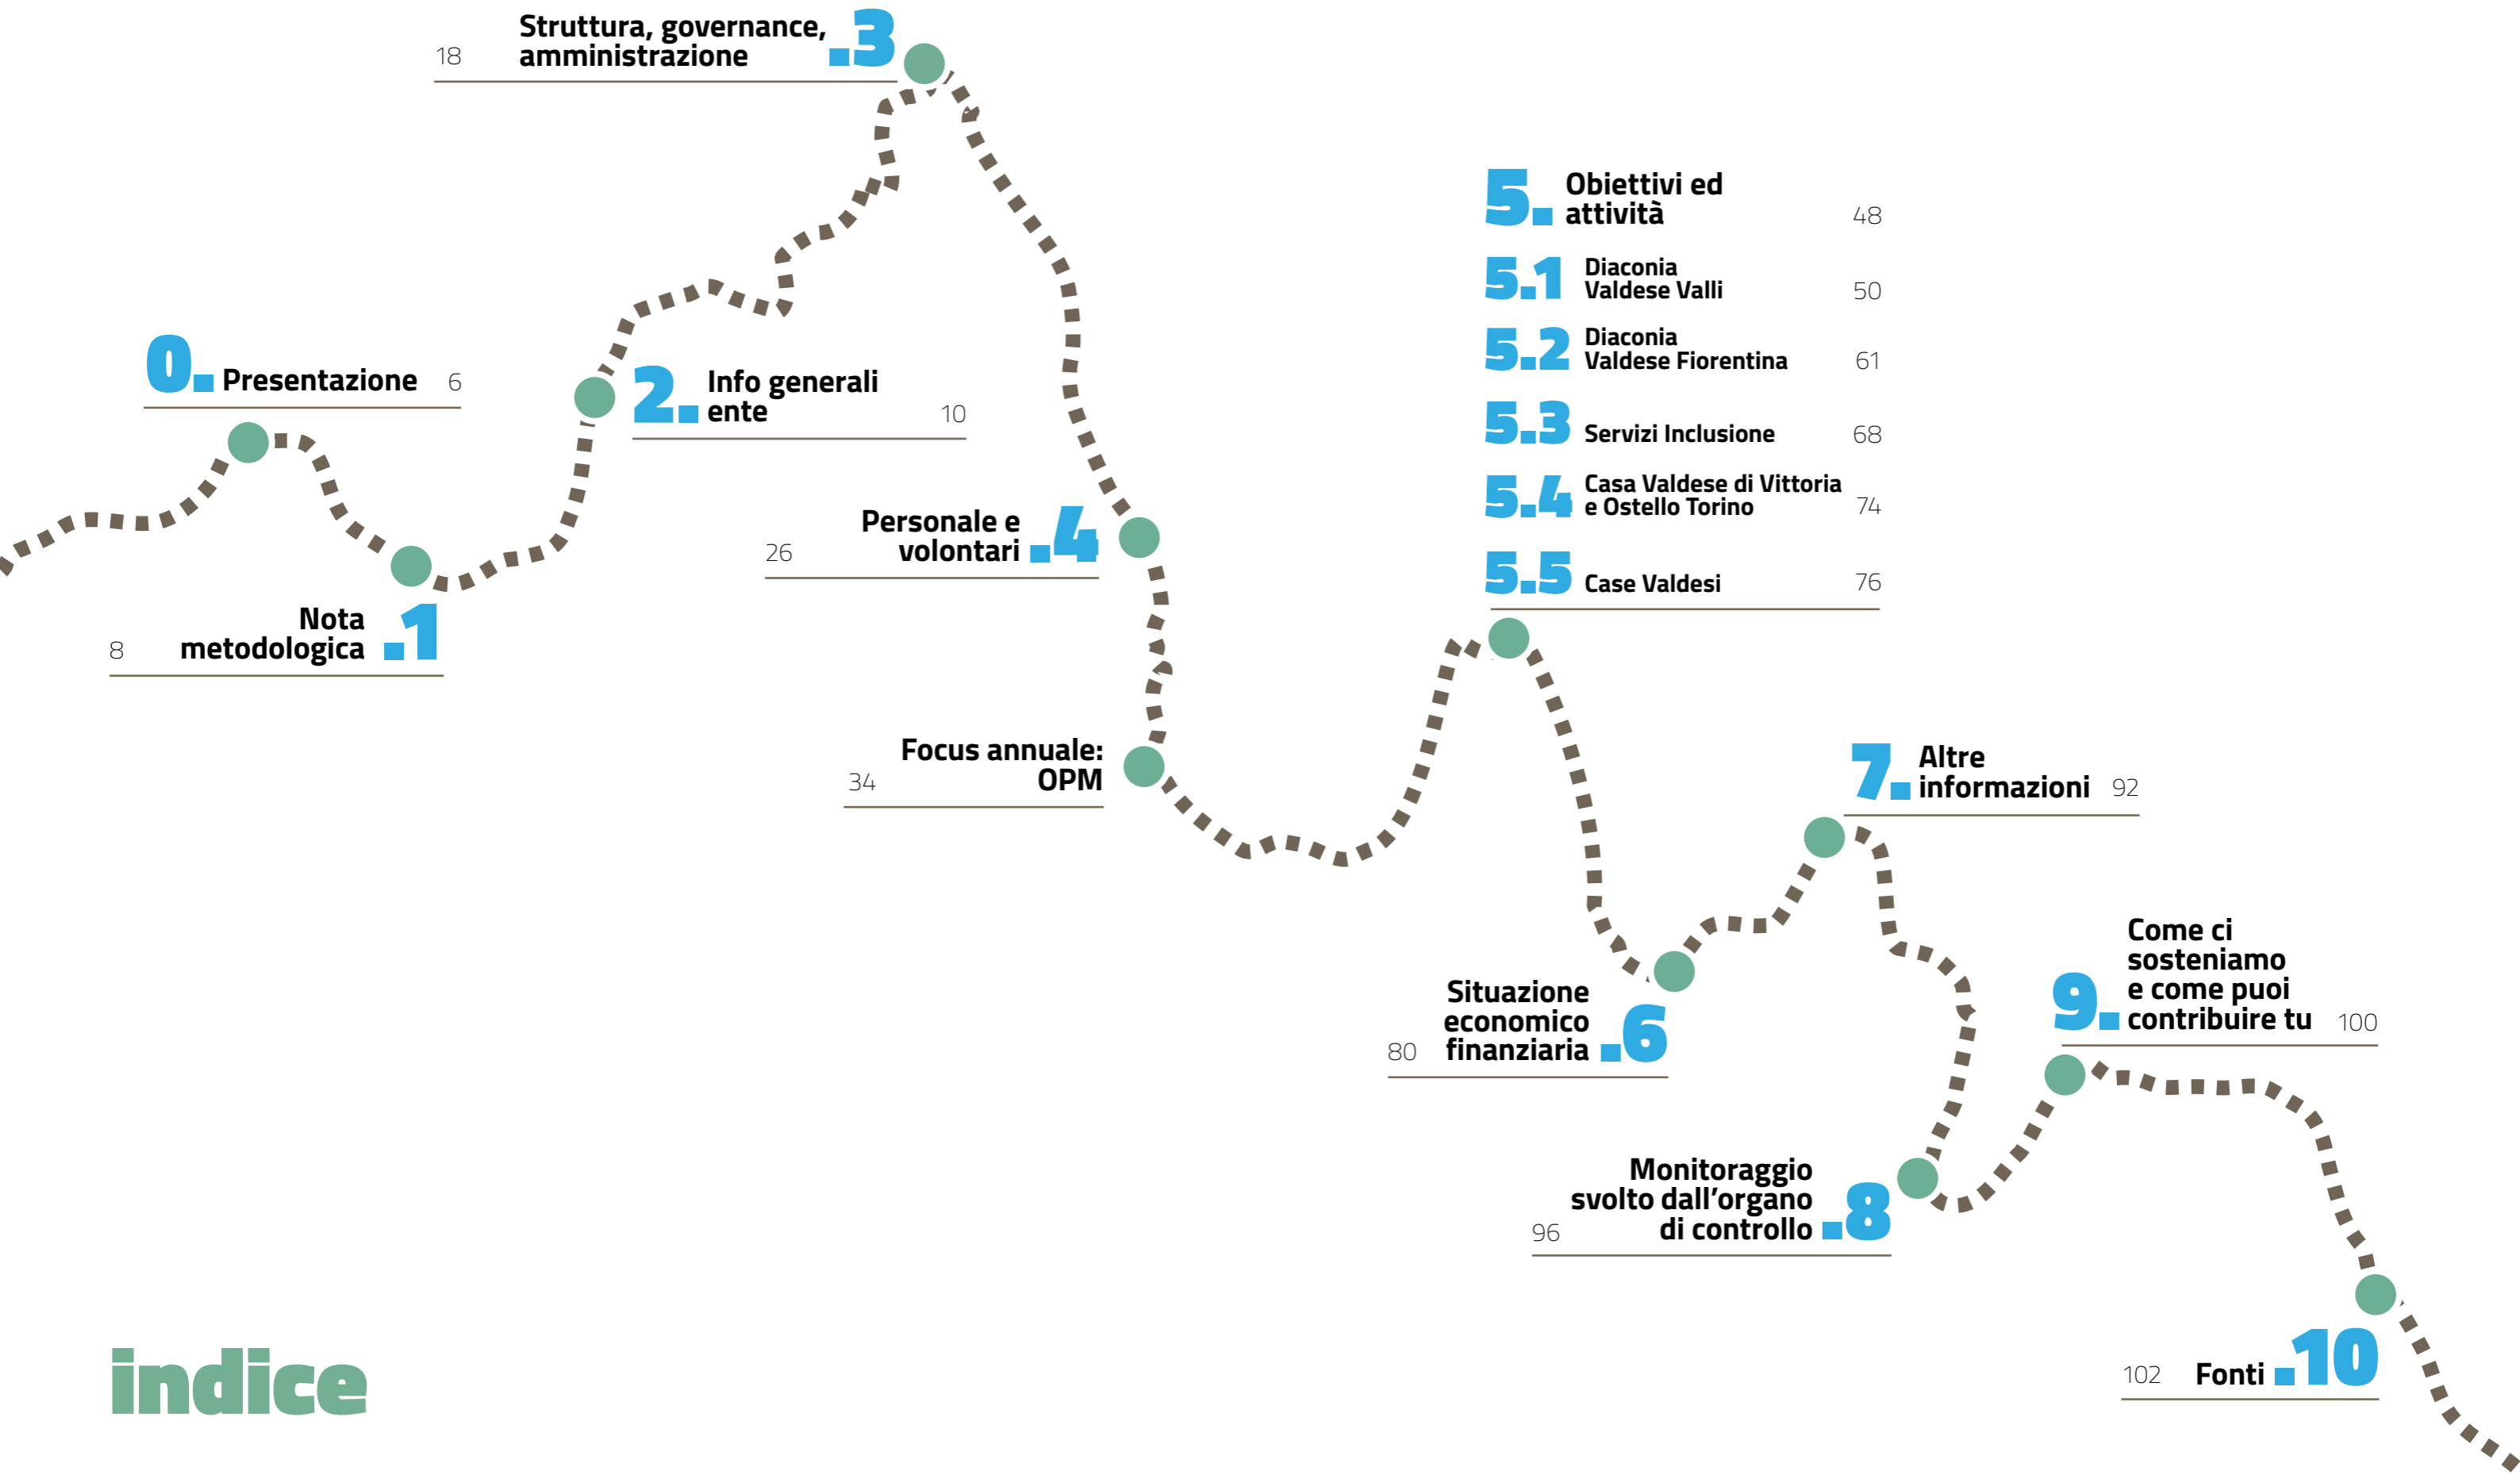 0. Presentazione 6
Nota
8 metodologica .1
2. Info generali
ente 10
Struttura, governance,
18 amministrazione .3
Personale e
26 volontari .4
Focus annuale:
34 OPM
5. Obiettivi ed
attività 48
5.1 Diaconia
Valdese Valli 50
5.2 Diaconia
Valdese Fiorentina 61
5.3 Servizi Inclusione 68
5.4 Casa Valdese di Vittoria
e Ostello Torino 74
5.5 Case Valdesi 76
Situazione
economico
80 finanziaria .6
7. Altre
informazioni 92
Monitoraggio
svolto dall’organo
96 di controllo .8
Come ci
sosteniamo
e come puoi
9. contribuire tu 100
102 Fonti .10
indice